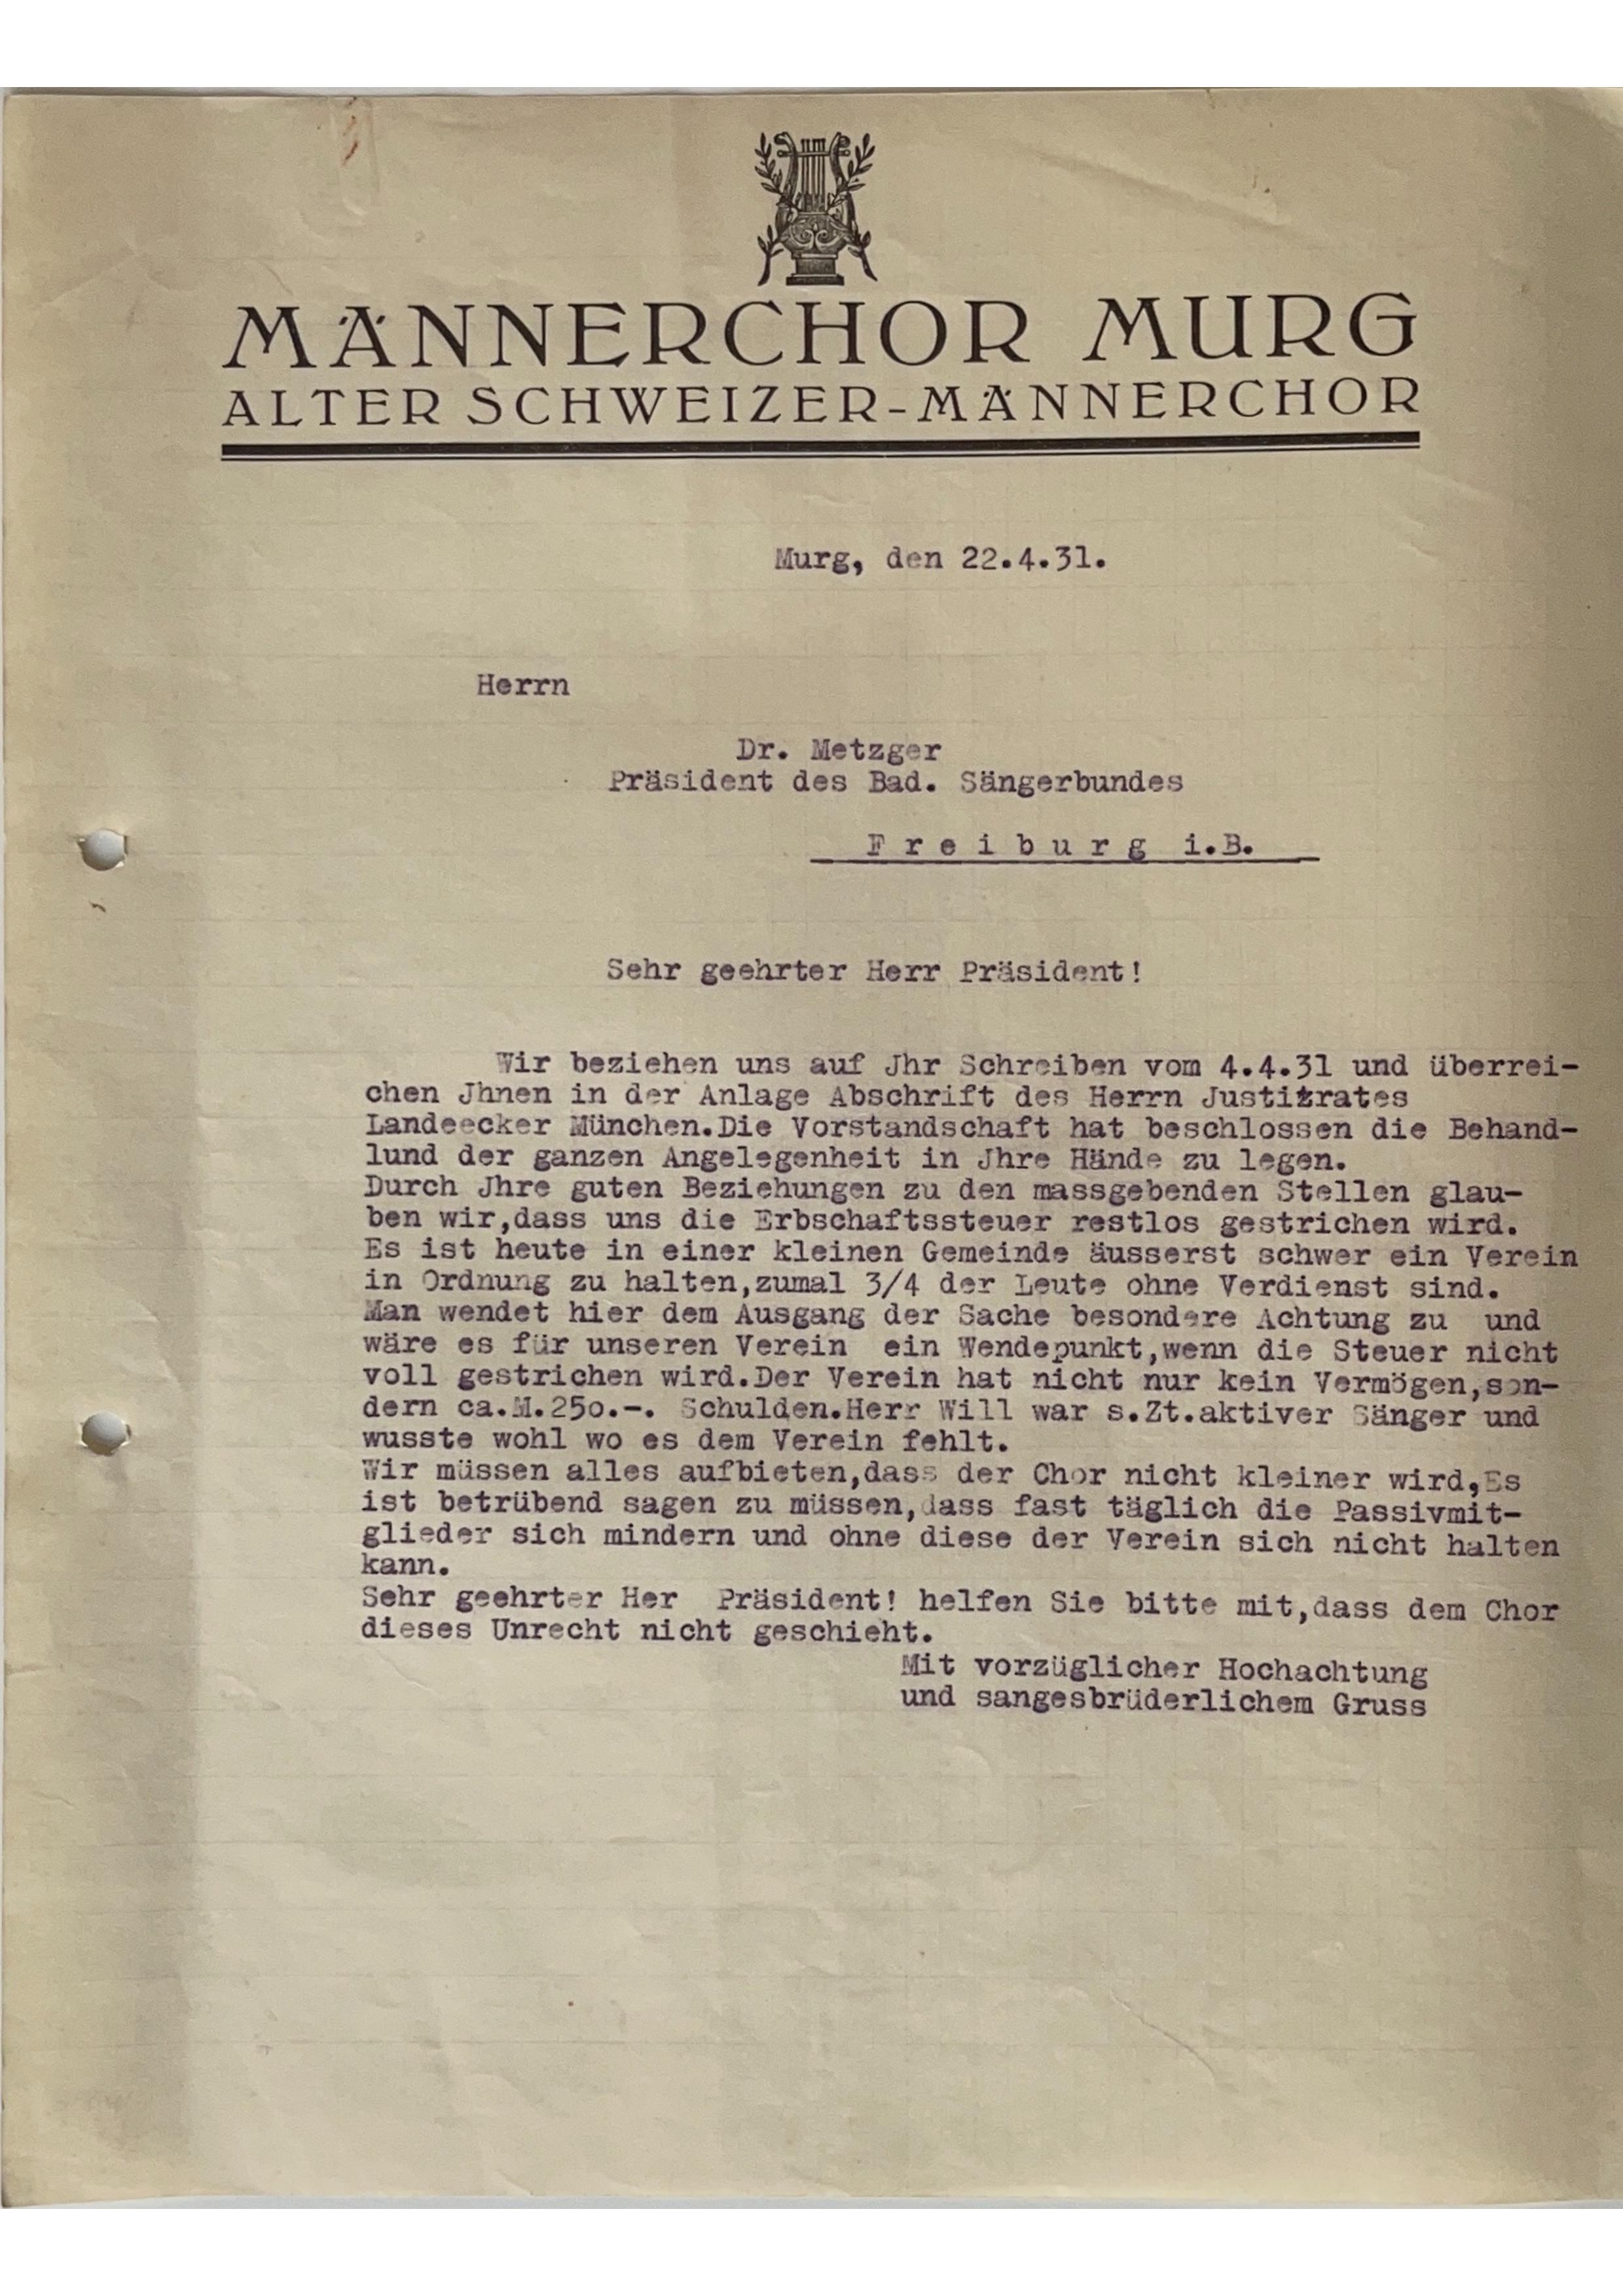 MÄNNERCHOR MURG
ALTER SCHWEIZER-MÄNNERCHOR
Murg, den 22.4.31.
Herrn
Dr. Metzger
Präsident des Bad. Sängerbundes
F r e i b u r g i.B.
Sehr geehrter Herr Präsident!
Wir beziehen uns auf Jhr Schreiben vom 4.4.31 und überrei-
chen Jhnen in der Anlage Abschrift des Herrn Justizrates
Landeecker München.Die Vorstandschaft hat beschlossen die Behand-
lund der ganzen Angelegenheit in Jhre Hände zu legen.
Durch Jhre guten Beziehungen zu den massgebenden Stellen glau-
ben wir,dass uns die Erbschaftssteuer restlos gestrichen wird.
Es ist heute in einer kleinen Gemeinde äusserst schwer ein Verein
in Ordnung zu halten,zumal 3/4 der Leute ohne Verdienst sind.
Man wendet hier dem Ausgang der Sache besondere Achtung zu und
wäre es für unseren Verein ein Wendepunkt,wenn die Steuer nicht
voll gestrichen wird.Der Verein hat nicht nur kein Vermögen,son-
dern ca.M.25o.-. Schulden.Herr Will war s.Zt.aktiver Sänger und
wusste wohl wo es dem Verein fehlt.
Wir müssen alles aufbieten,dass der Chor nicht kleiner wird,Es
ist betrübend sagen zu müssen,dass fast täglich die Passivmit-
glieder sich mindern und ohne diese der Verein sich nicht halten
kann.
Sehr geehrter Her Präsident! helfen Sie bitte mit,dass dem Chor
dieses Unrecht nicht geschieht.
Mit vorzüglicher Hochachtung
und sangesbrüderlichem Gruss